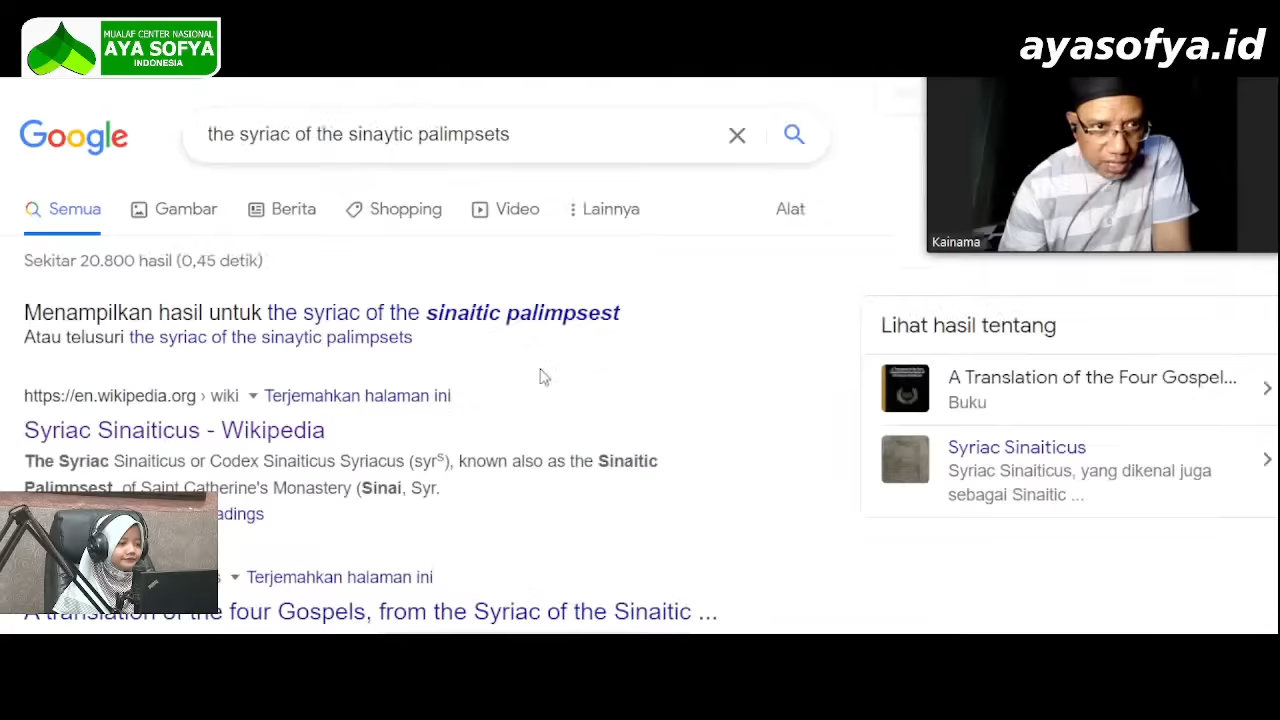 MUALAF CENTER NASIONAL
AYA SOFYA
INDONESIA
ayasofya.id
Google
the syriac of the sinaytic palimpsets
Semua
Gambar
Berita
Shopping
Video
Lainnya
Alat
Sekitar 20.800 hasil (0,45 detik)
Kainama
Menampilkan hasil untuk the syriac of the sinaitic palimpsest
Atau telusuri the syriac of the sinaytic palimpsets
Lihat hasil tentang
A Translation of the Four Gospel...
Buku
https://en.wikipedia.org › wiki Terjemahkan halaman ini
Syriac Sinaiticus - Wikipedia
Syriac Sinaiticus
Syriac Sinaiticus, yang dikenal juga
sebagai Sinaitic ...
The Syriac Sinaiticus or Codex Sinaiticus Syriacus (syrˢ), known also as the Sinaitic
Palimpsest, of Saint Catherine's Monastery (Sinai, Syr.
adings
Terjemahkan halaman ini
A translation of the four Gospels, from the Syriac of the Sinaitic ...